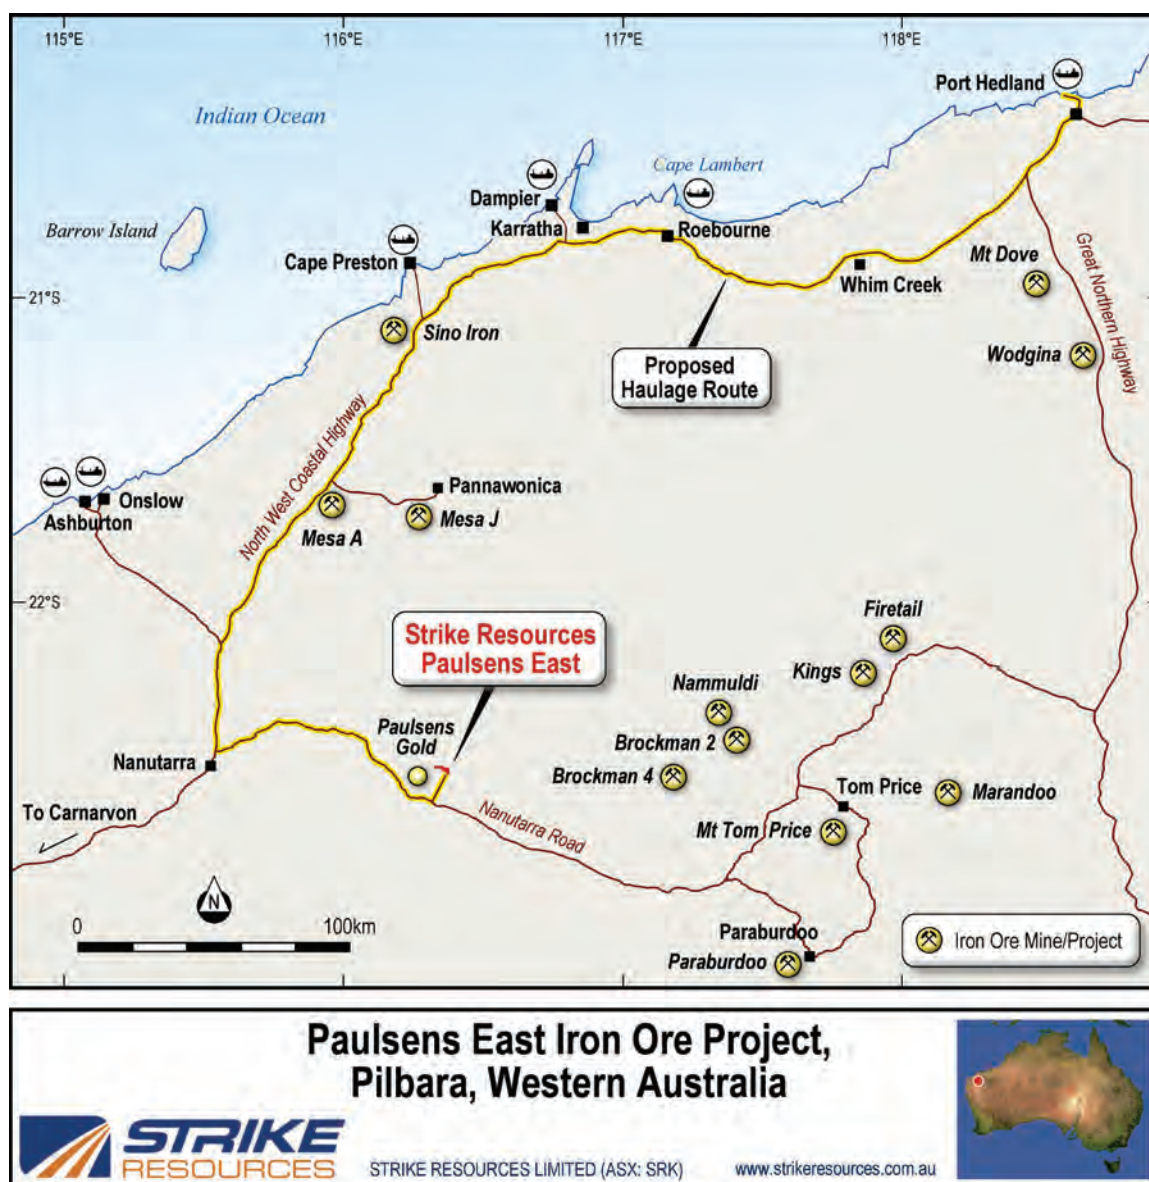 115°E
116°E
117°E
118°E
Port Hedland
Indian Ocean
Cape Lambert
Dampier
Barrow Island
Karratha
Roebourne
Cape Preston
Mt Dove
Whim Creek
21°S
Sino Iron
Great Northern Highway
Wodgina
Proposed
Haulage Route
North West Coastal Highway
Pannawonica
Onslow
Ashburton
Mesa J
Mesa A
22°S
Firetail
Strike Resources
Paulsens East
Kings
Nammuldi
Paulsens
Gold
Brockman 2
Nanutarra
Brockman 4
Tom Price
Marandoo
To Carnarvon
Nanutarra Road
Mt Tom Price
N
0
100km
Paraburdoo
Iron Ore Mine/Project
Paraburdoo
Paulsens East Iron Ore Project,
Pilbara, Western Australia
STRIKE
RESOURCES
STRIKE RESOURCES LIMITED (ASX: SRK)
www.strikeresources.com.au